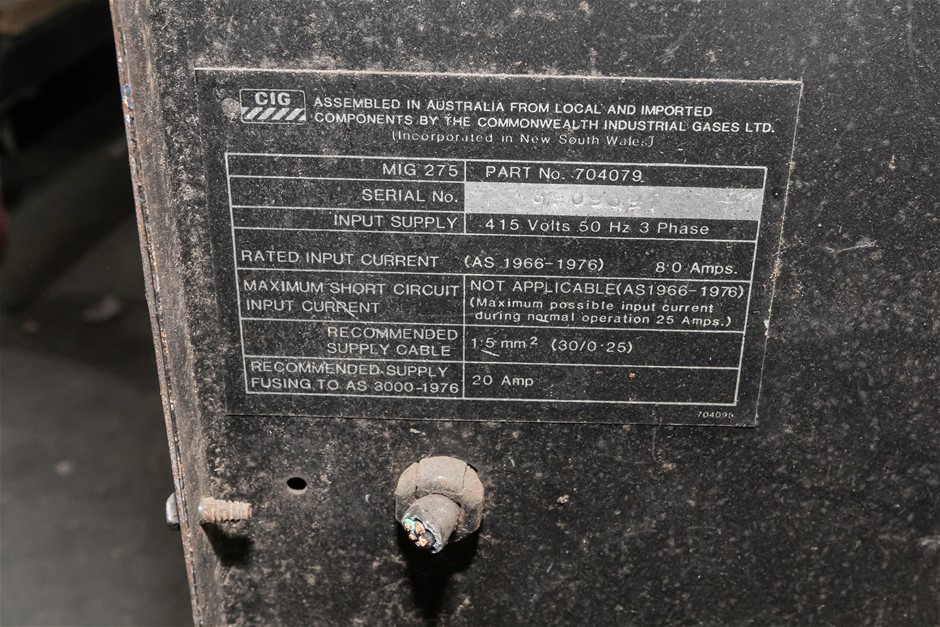 CIG
ASSEMBLED IN AUSTRALIA FROM LOCAL AND IMPORTED
COMPONENTS BY THE COMMONWEALTH INDUSTRIAL GASES LTD.
(Incorporated in New South Wales)
MIG 275 PART No. 704079
SERIAL No.
INPUT SUPPLY 415 Volts 50 Hz 3 Phase
RATED INPUT CURRENT (AS 1966-1976) 8·0 Amps.
MAXIMUM SHORT CIRCUIT NOT APPLICABLE(AS1966-1976)
INPUT CURRENT (Maximum possible input current
during normal operation 25 Amps.)
RECOMMENDED
SUPPLY CABLE 1·5 mm² (30/0·25)
RECOMMENDED SUPPLY
FUSING TO AS 3000-1976 20 Amp
704095